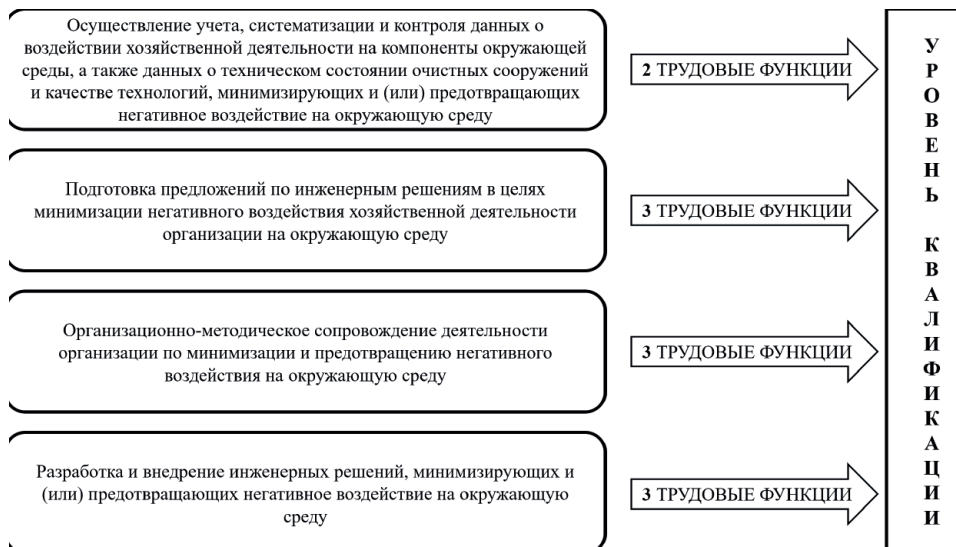 Осуществление учета, систематизации и контроля данных о
воздействии хозяйственной деятельности на компоненты окружающей
среды, а также данных о техническом состоянии очистных сооружений
и качестве технологий, минимизирующих и (или) предотвращающих
негативное воздействие на окружающую среду
2 ТРУДОВЫЕ ФУНКЦИИ
Подготовка предложений по инженерным решениям в целях
минимизации негативного воздействия хозяйственной деятельности
организации на окружающую среду
3 ТРУДОВЫЕ ФУНКЦИИ
Организационно-методическое сопровождение деятельности
организации по минимизации и предотвращению негативного
воздействия на окружающую среду
3 ТРУДОВЫЕ ФУНКЦИИ
Разработка и внедрение инженерных решений, минимизирующих и
(или) предотвращающих негативное воздействие на окружающую
среду
3 ТРУДОВЫЕ ФУНКЦИИ
УРОВЕНЬ КВАЛИФИКАЦИИ